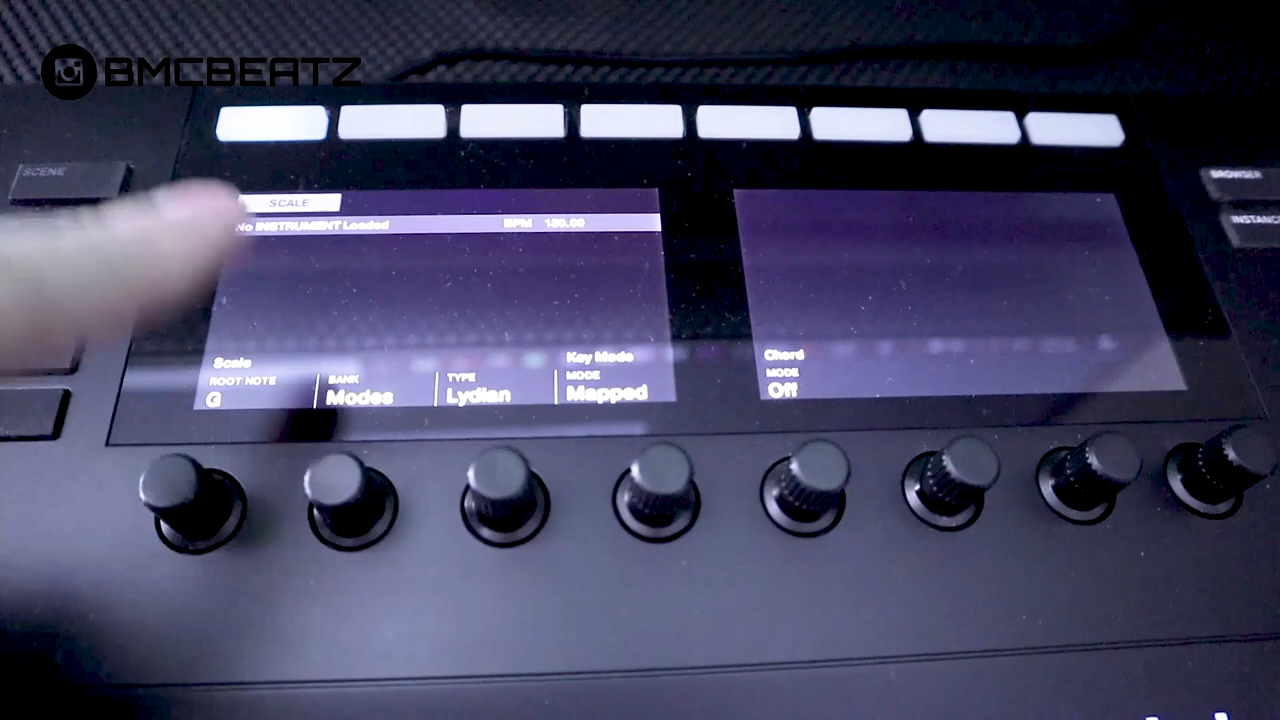 BMCBEATZ
SCENE
BROWSER
SCALE
No INSTRUMENT Loaded BPM 130.00
Scale Key Mode Chord
ROOT NOTE BANK TYPE MODE MODE
G Modes Lydian Mapped Off